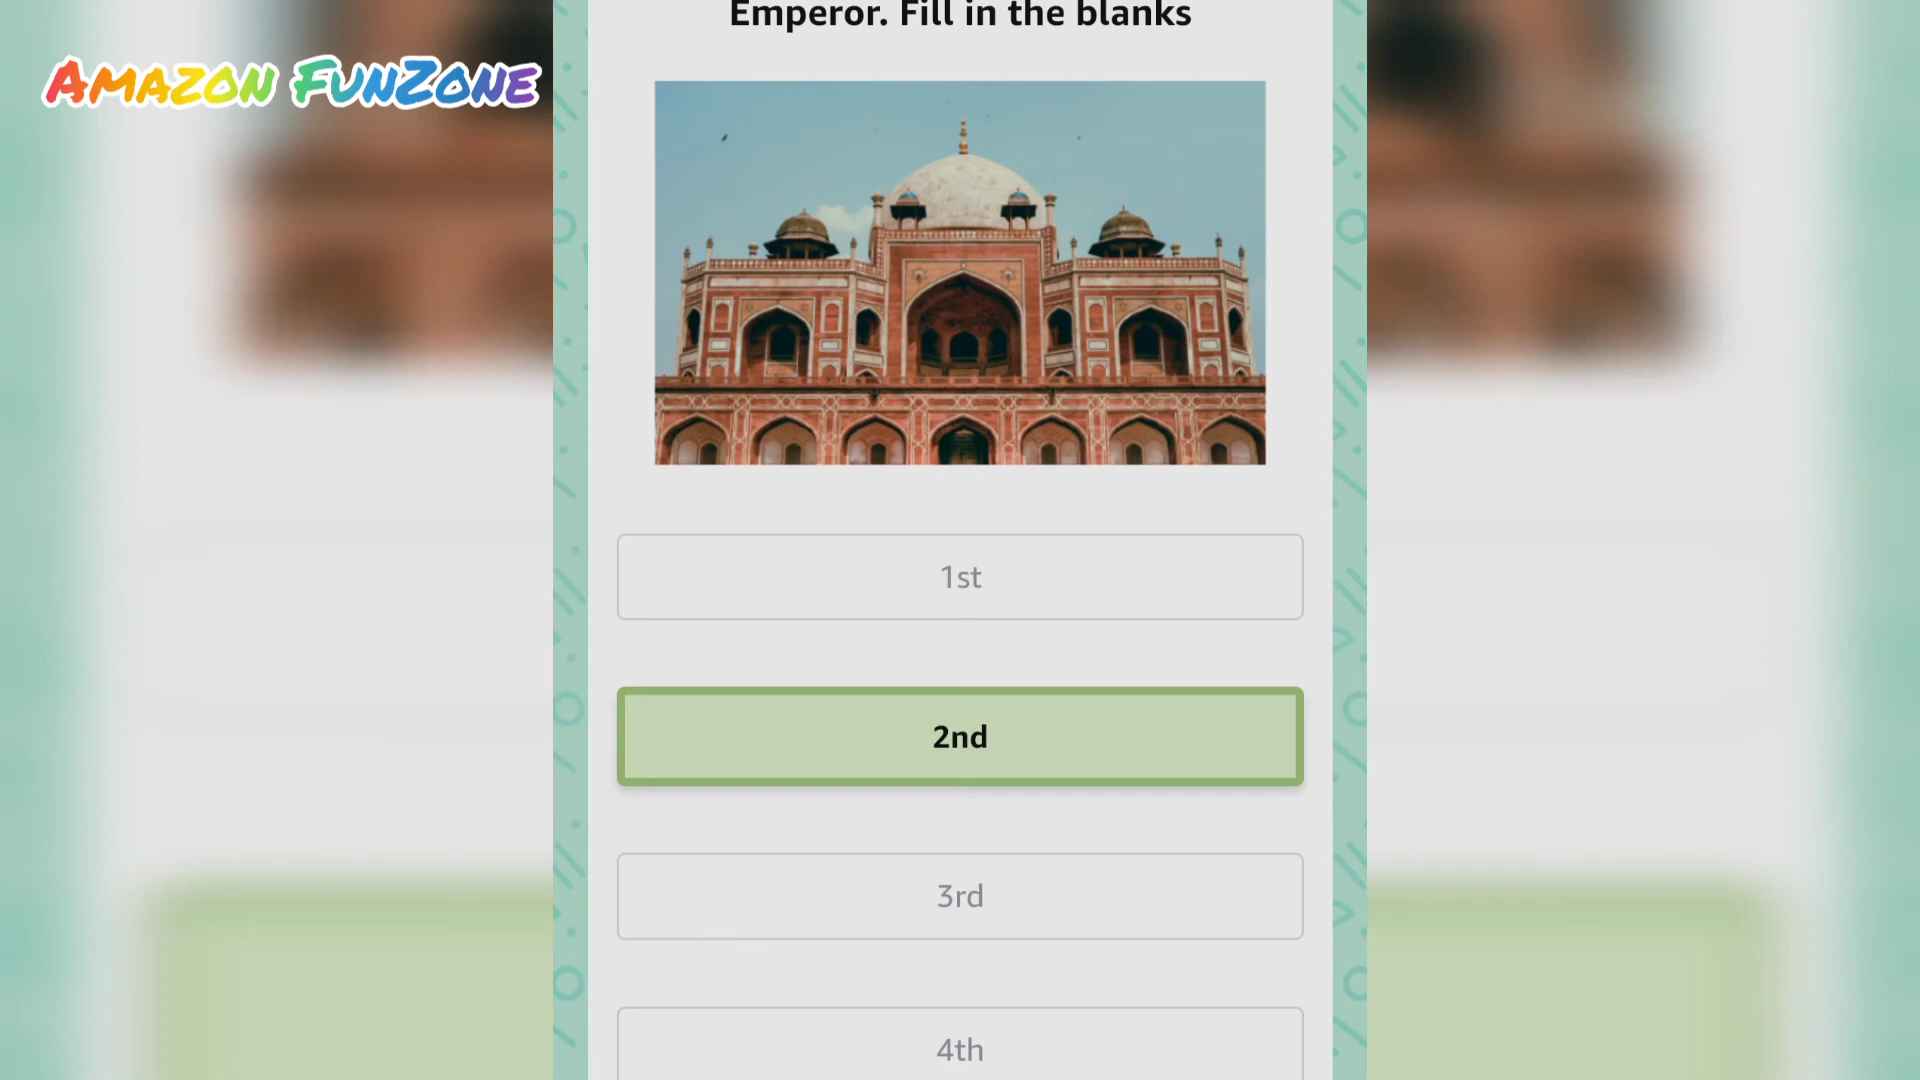 Emperor. Fill in the blanks
AMAZON FUNZONE
1st
2nd
3rd
4th